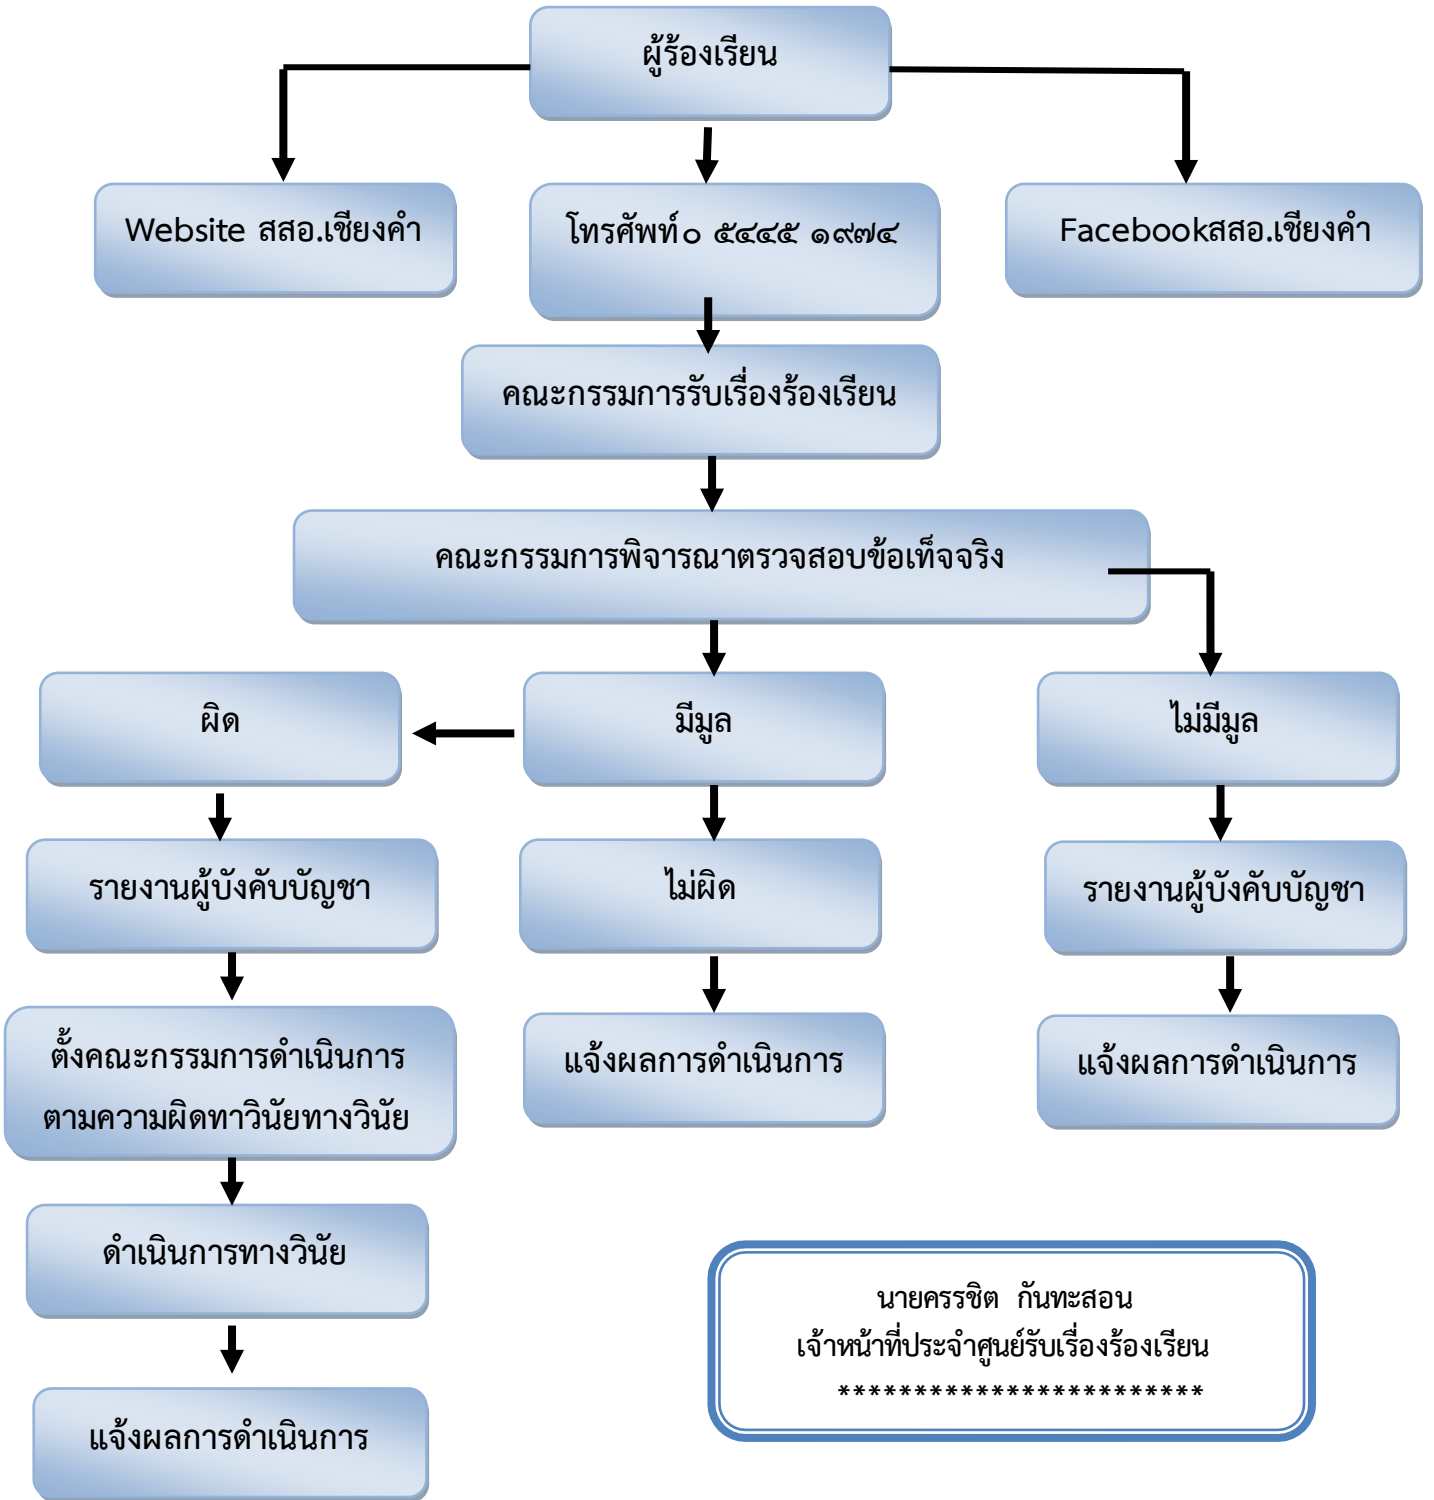 ผู้ร้องเรียน
Website สสอ.เชียงคำ
โทรศัพท์๐ ๕๔๔๕ ๑๙๗๔
Facebookสสอ.เชียงคำ
คณะกรรมการรับเรื่องร้องเรียน
คณะกรรมการพิจารณาตรวจสอบข้อเท็จจริง
ผิด
มีมูล
ไม่มีมูล
รายงานผู้บังคับบัญชา
ไม่ผิด
รายงานผู้บังคับบัญชา
ตั้งคณะกรรมการดำเนินการ
ตามความผิดทาวินัยทางวินัย
แจ้งผลการดำเนินการ
แจ้งผลการดำเนินการ
ดำเนินการทางวินัย
แจ้งผลการดำเนินการ
นายครรชิต กันทะสอน
เจ้าหน้าที่ประจำศูนย์รับเรื่องร้องเรียน
************************